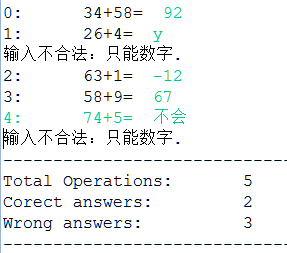 0: 34+58= 92
1: 26+4= y
输入不合法：只能数字.
2: 63+1= -12
3: 58+9= 67
4: 74+5= 不会
输入不合法：只能数字.
-----------------------------
Total Operations: 5
Corect answers: 2
Wrong answers: 3
-----------------------------